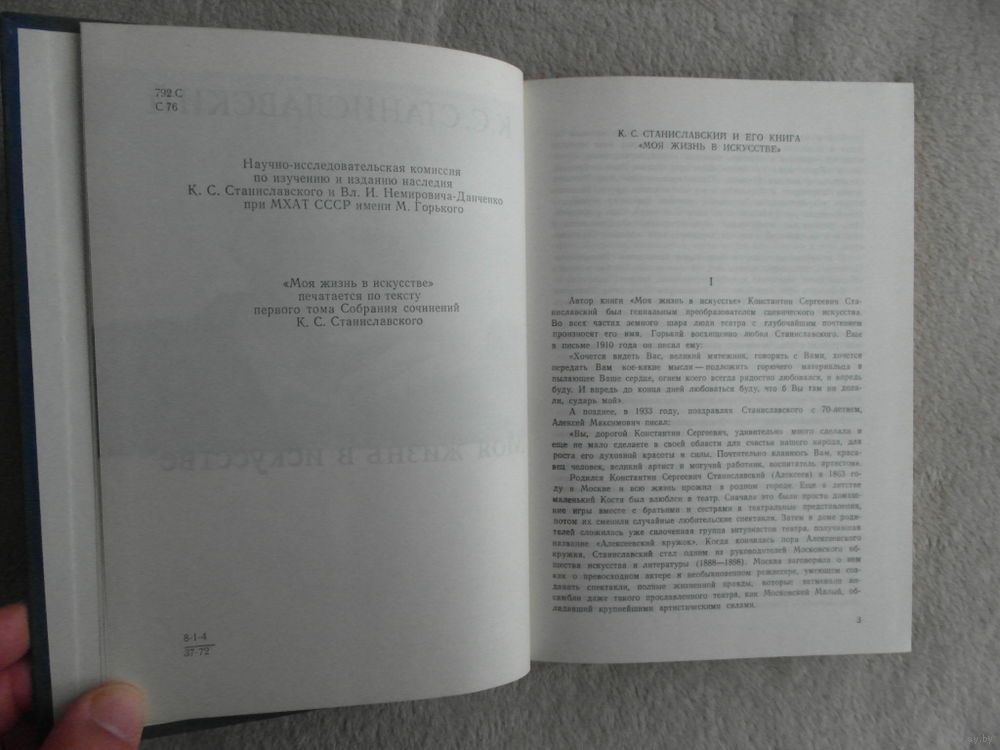 792.С
С 76
Научно-исследовательская комиссия
по изучению и изданию наследия
К. С. Станиславского и Вл. И. Немировича-Данченко
при МХАТ СССР имени М. Горького
«Моя жизнь в искусстве»
печатается по тексту
первого тома Собрания сочинений
К. С. Станиславского
8-1-4
37-72
К. С. СТАНИСЛАВСКИЙ И ЕГО КНИГА
«МОЯ ЖИЗНЬ В ИСКУССТВЕ»
I
Автор книги «Моя жизнь в искусстве» Константин Сергеевич Ста-
ниславский был гениальным преобразователем сценического искусства.
Во всех частях земного шара люди театра с глубочайшим почтением
произносят его имя. Горький восхищенно любил Станиславского. Еще
в письме 1910 года он писал ему:
«Хочется видеть Вас, великий мятежник, говорить с Вами, хочется
передать Вам кое-какие мысли — подложить горючего материальца в
пылающее Ваше сердце, огнем коего всегда радостно любовался, и впредь
буду. И впредь до конца дней любоваться буду, что б Вы там ни дела-
ли, сударь мой».
А позднее, в 1933 году, поздравляя Станиславского с 70-летием,
Алексей Максимович писал:
«Вы, дорогой Константин Сергеевич, удивительно много сделали и
еще не мало сделаете в своей области для счастья нашего народа, для
роста его духовной красоты и силы. Почтительно кланяюсь Вам, краса-
вец человек, великий артист и могучий работник, воспитатель артистов».
Родился Константин Сергеевич Станиславский (Алексеев) в 1863 го-
ду в Москве и всю жизнь прожил в родном городе. Еще в детстве
маленький Костя был влюблен в театр. Сначала это были просто домаш-
ние игры вместе с братьями и сестрами в театральные представления,
потом их сменили случайные любительские спектакли. Затем в доме роди-
телей сложилась уже сплоченная группа энтузиастов театра, получившая
название «Алексеевский кружок». Когда кончилась пора Алексеевского
кружка, Станиславский стал одним из руководителей Московского об-
щества искусства и литературы (1888—1898). Москва заговорила о нем
как о превосходном актере и необыкновенном режиссере, умеющем соз-
давать спектакли, полные жизненной правды, которые затмевали ан-
самбли даже такого прославленного театра, как Московский Малый, об-
ладавший крупнейшими артистическими силами.
3
ay.by